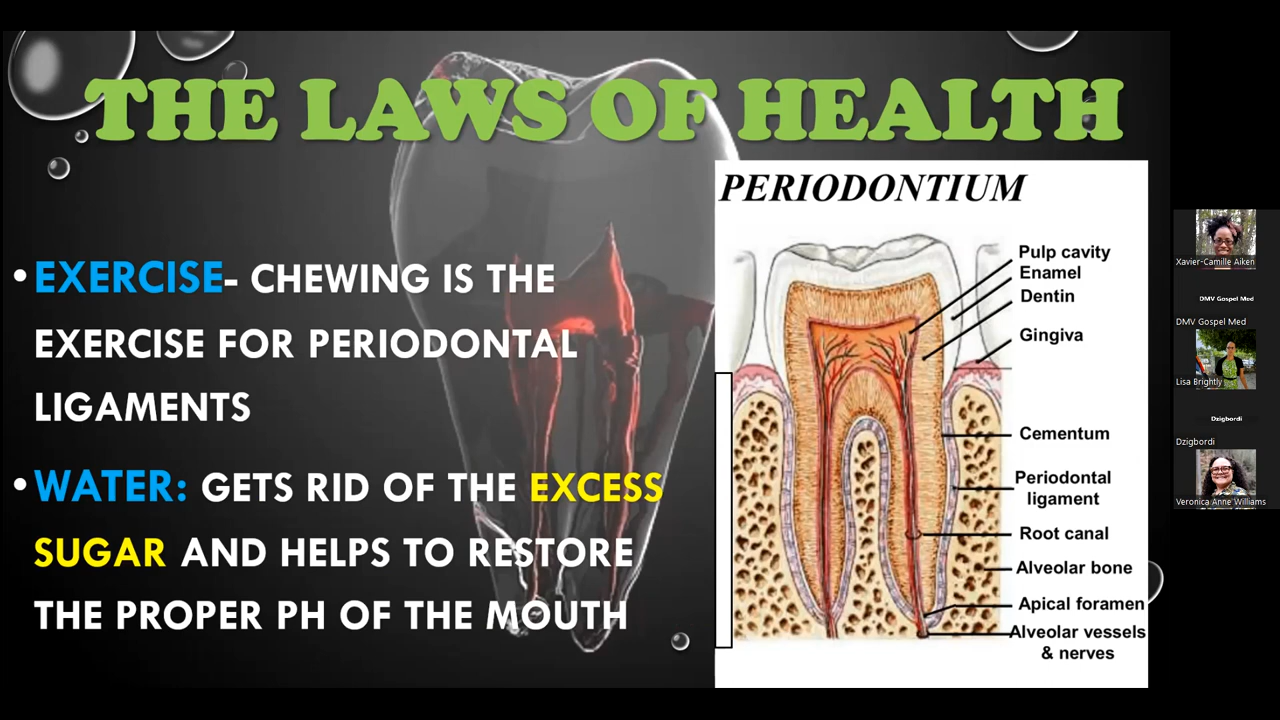 THE LAWS OF HEALTH
• EXERCISE- CHEWING IS THE
EXERCISE FOR PERIODONTAL
LIGAMENTS
• WATER: GETS RID OF THE EXCESS
SUGAR AND HELPS TO RESTORE
THE PROPER PH OF THE MOUTH
PERIODONTIUM
Pulp cavity
Enamel
Dentin
Gingiva
Cementum
Periodontal
ligament
Root canal
Alveolar bone
Apical foramen
Alveolar vessels
& nerves
Xavier-Camille Aiken
DMV Gospel Med
DMV Gospel Med
Lisa Brightly
Dzigbordi
Dzigbordi
Veronica Anne Williams